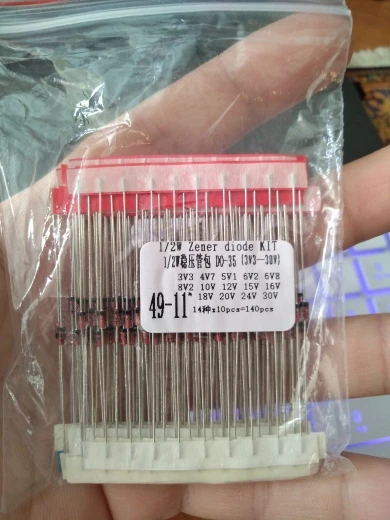 1/2W Zener diode KIT
1/2W稳压管包 DO-35 (3V3--30V)
3V3 4V7 5V1 6V2 6V8
8V2 10V 12V 15V 16V
49-11* 18V 20V 24V 30V
14种x10pcs=140pcs